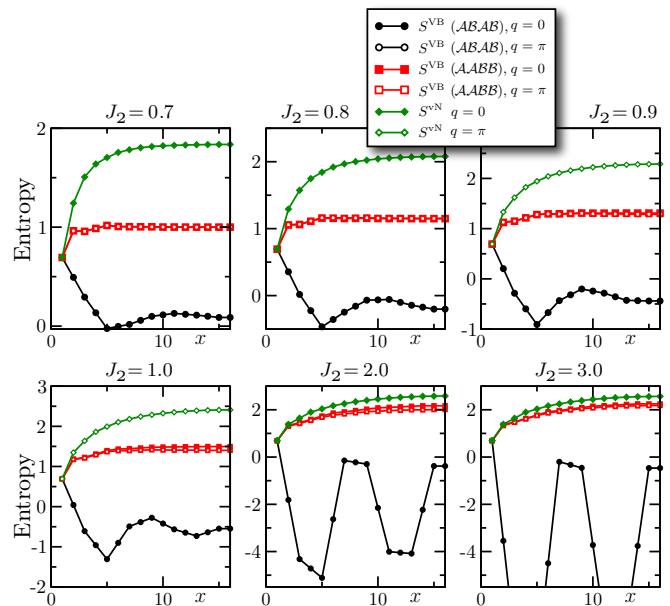 S^VB (ABAB), q = 0
S^VB (ABAB), q = π
S^VB (AABB), q = 0
S^VB (AABB), q = π
S^vN q = 0
S^vN q = π
J2 = 0.7
J2 = 0.8
J2 = 0.9
Entropy
2
1
0
0
10
x
2
1
0
0
10
x
2
1
0
-1
0
10
x
J2 = 1.0
J2 = 2.0
J2 = 3.0
Entropy
3
2
1
0
-1
-2
0
10
x
2
0
-2
-4
0
10
x
2
0
-2
-4
0
10
x